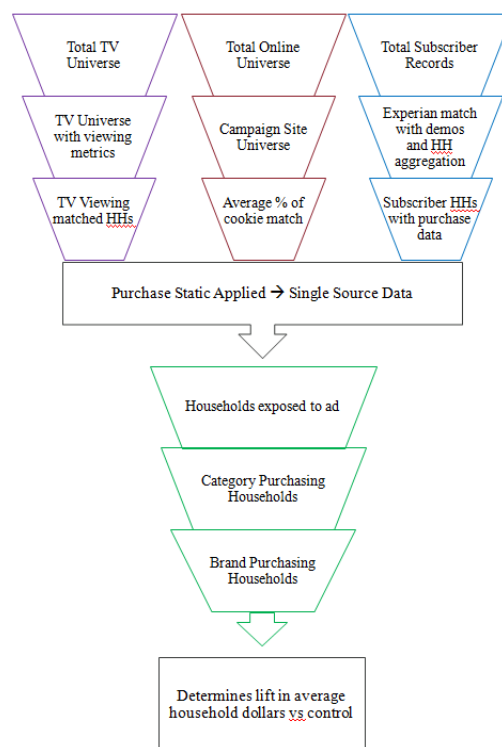 Total TV
Universe
Total Online
Universe
Total Subscriber
Records
TV Universe
with viewing
metrics
Campaign Site
Universe
Experian match
with demos
and HH
aggregation
TV Viewing
matched HHs
Average % of
cookie match
Subscriber HHs
with purchase
data
Purchase Static Applied → Single Source Data
Households exposed to ad
Category Purchasing
Households
Brand Purchasing
Households
Determines lift in average
household dollars vs control